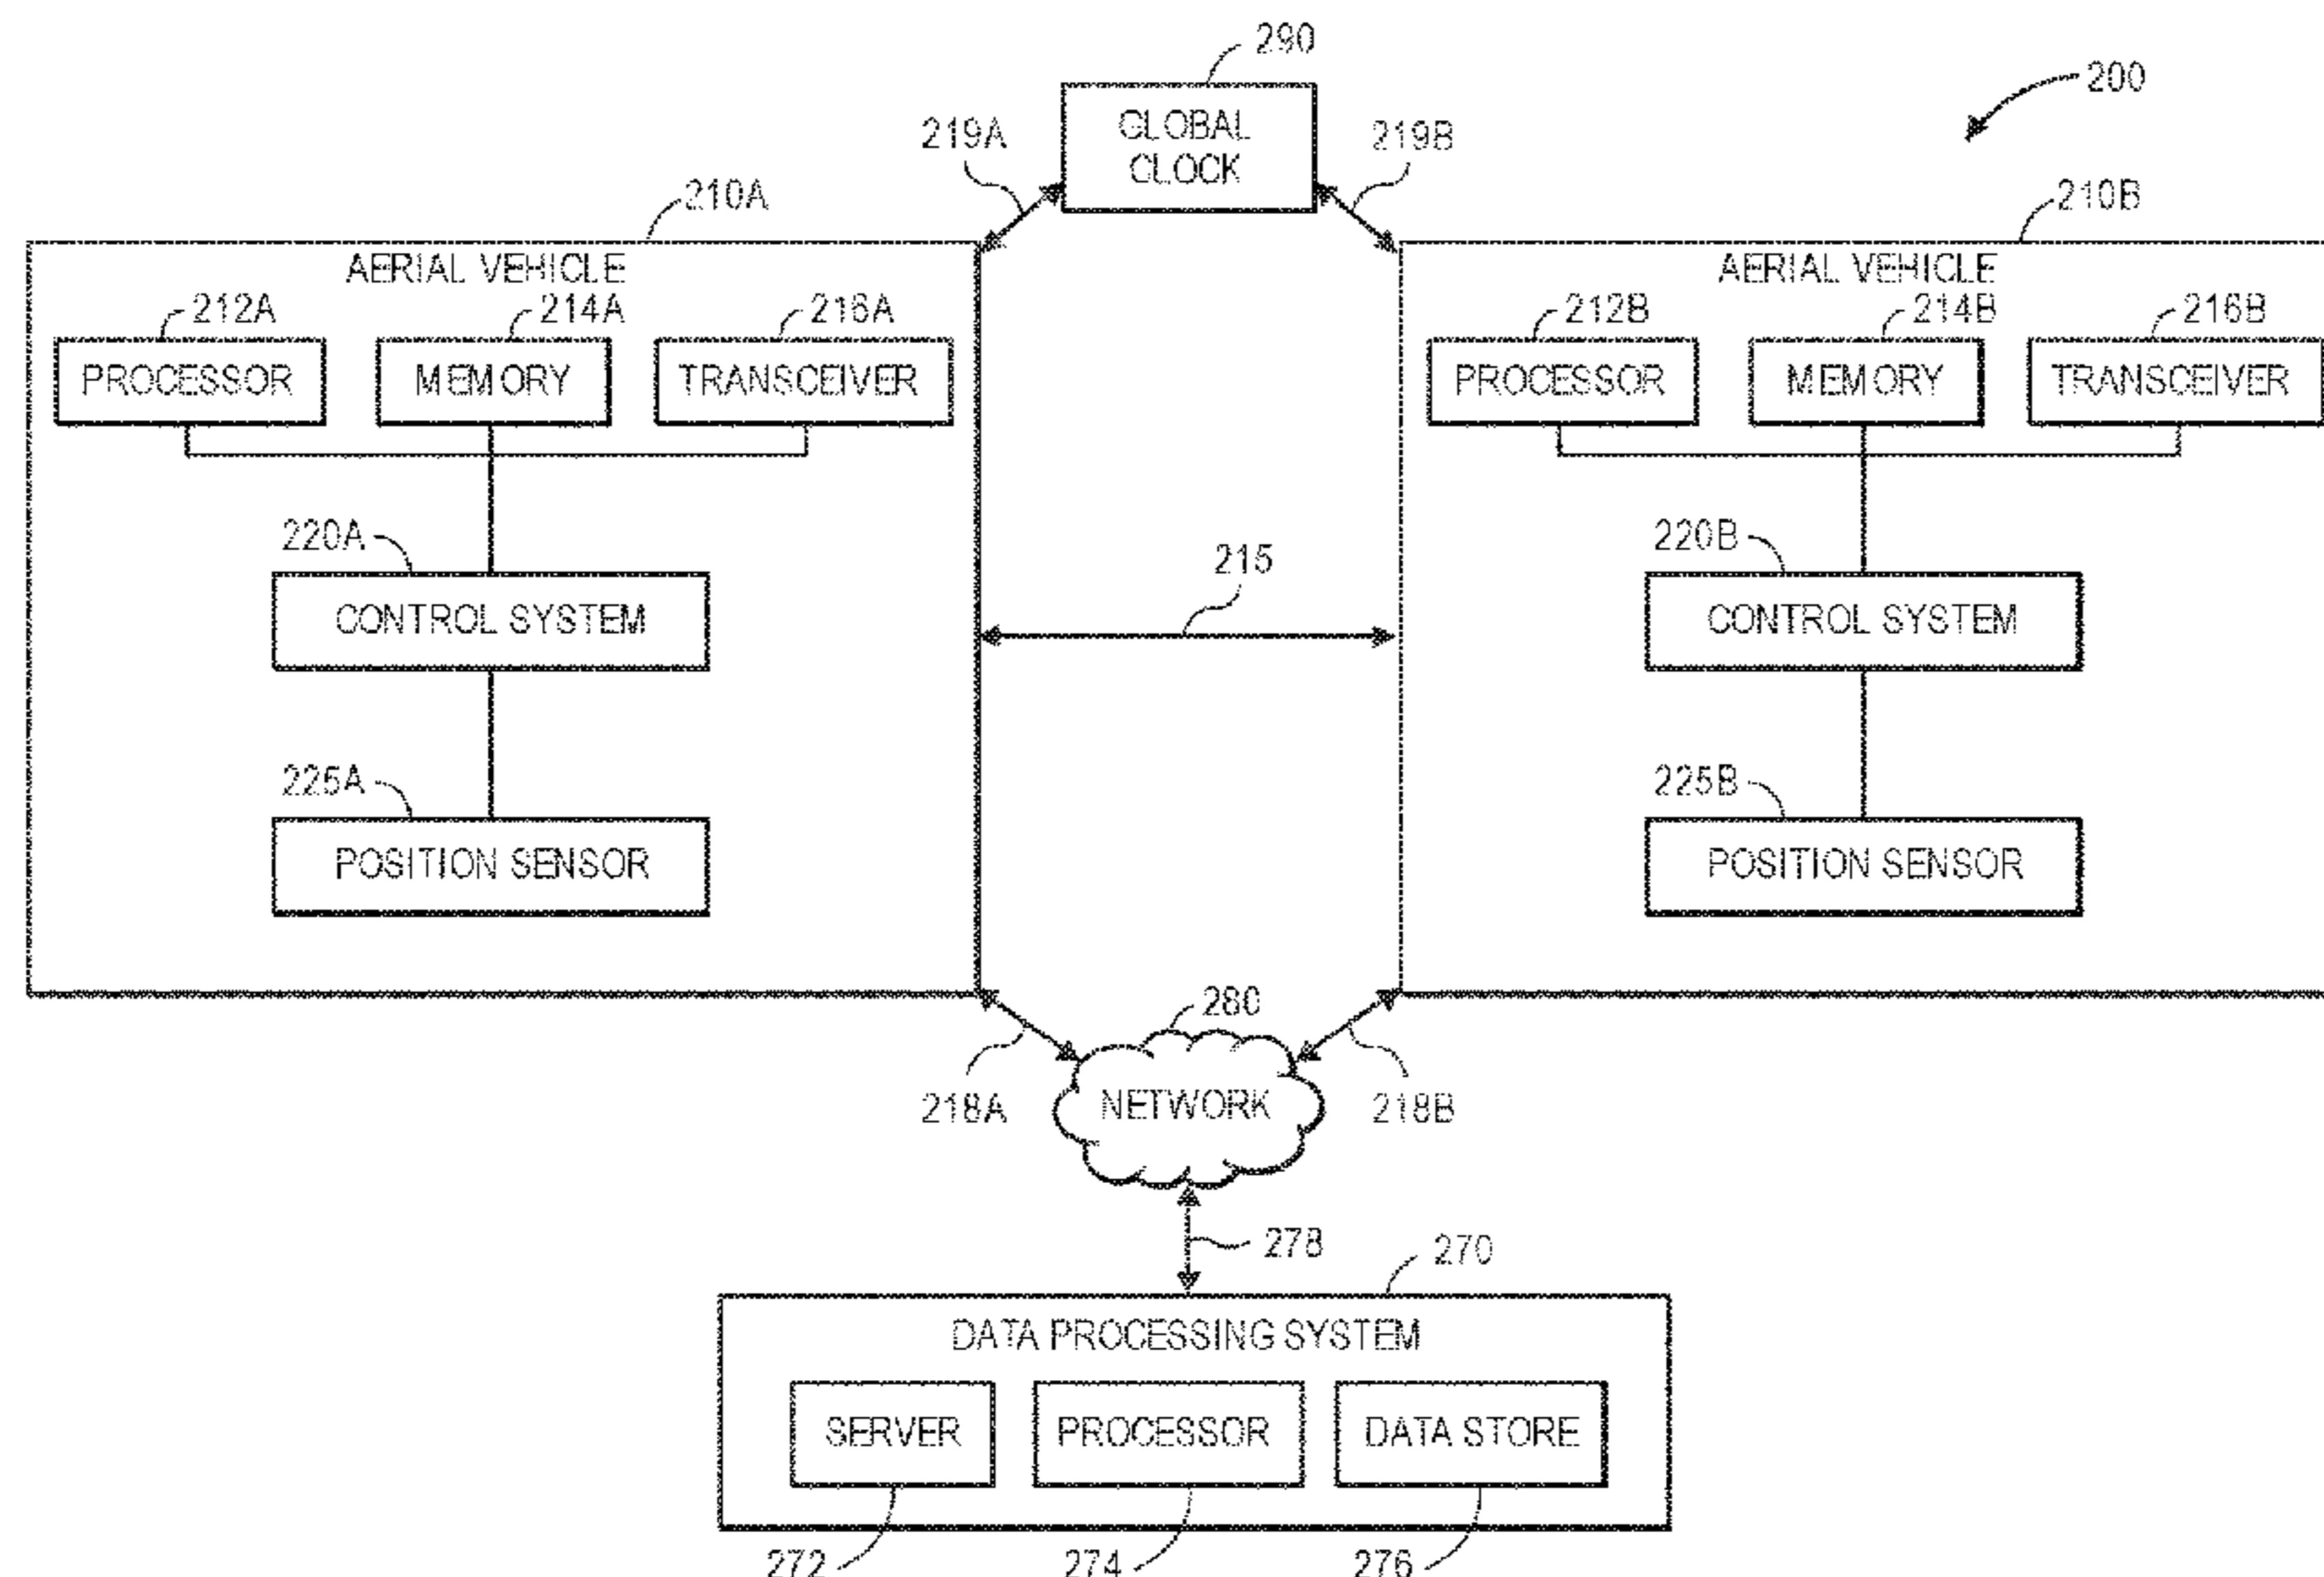 290
200
GLOBAL
CLOCK
219A
219B
210A
210B
AERIAL VEHICLE
AERIAL VEHICLE
212A
214A
216A
212B
214B
216B
PROCESSOR
MEMORY
TRANSCEIVER
PROCESSOR
MEMORY
TRANSCEIVER
220A
215
220B
CONTROL SYSTEM
CONTROL SYSTEM
225A
225B
POSITION SENSOR
POSITION SENSOR
280
218A
NETWORK
218B
278
270
DATA PROCESSING SYSTEM
SERVER
PROCESSOR
DATA STORE
272
274
276